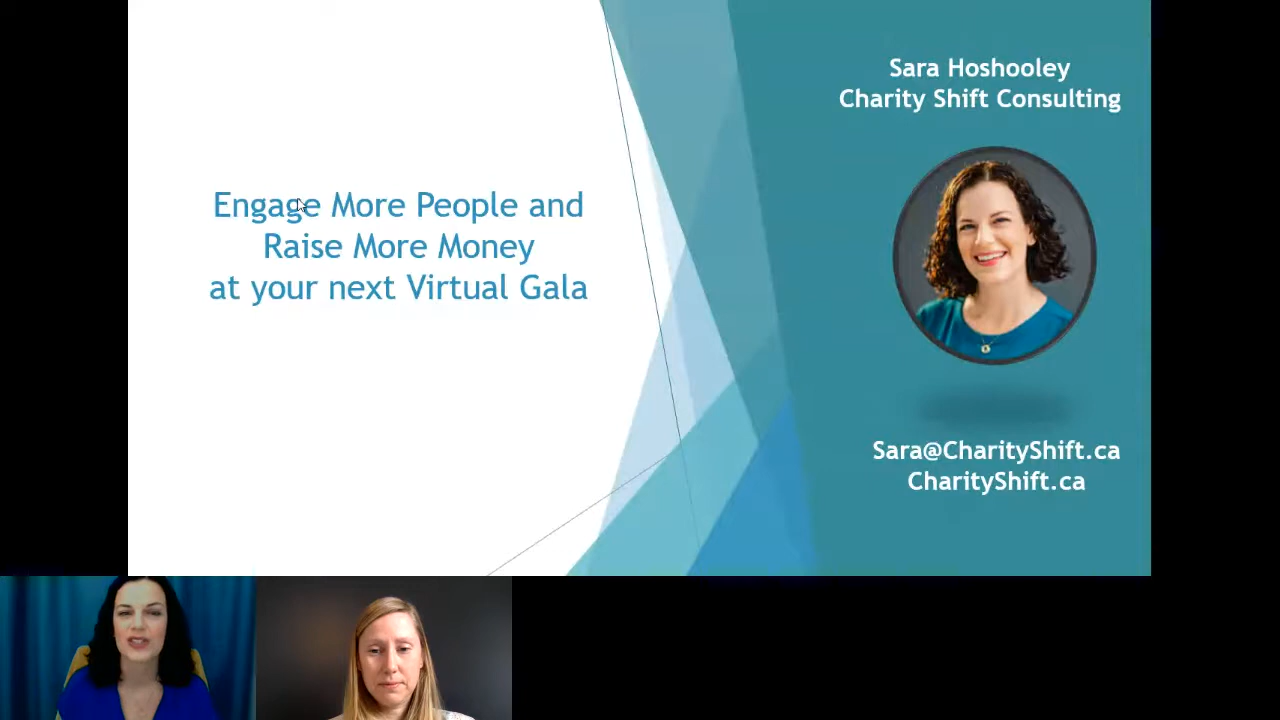 Engage More People and
Raise More Money
at your next Virtual Gala
Sara Hoshooley
Charity Shift Consulting
Sara@CharityShift.ca
CharityShift.ca